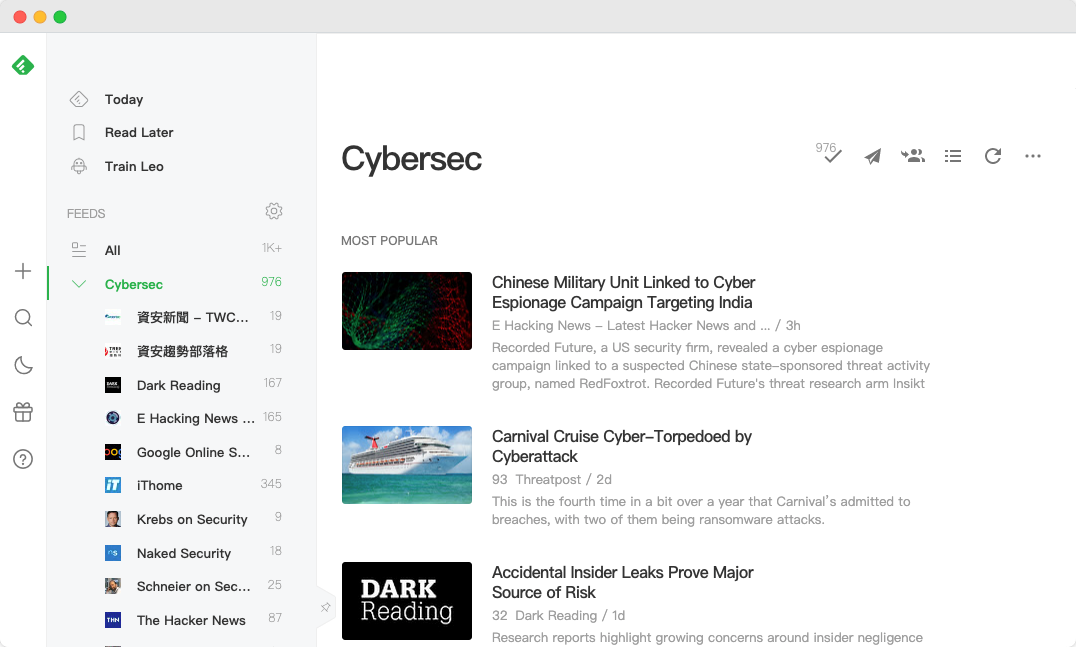 Today
Read Later
Train Leo
FEEDS
All 1K+
Cybersec 976
資安新聞 – TWC... 19
資安趨勢部落格 19
Dark Reading 167
E Hacking News ... 165
Google Online S... 8
iThome 345
Krebs on Security 9
Naked Security 18
Schneier on Sec... 25
The Hacker News 87
Cybersec
976
MOST POPULAR
Chinese Military Unit Linked to Cyber
Espionage Campaign Targeting India
E Hacking News – Latest Hacker News and ... / 3h
Recorded Future, a US security firm, revealed a cyber espionage
campaign linked to a suspected Chinese state–sponsored threat activity
group, named RedFoxtrot. Recorded Future's threat research arm Insikt
Carnival Cruise Cyber–Torpedoed by
Cyberattack
93 Threatpost / 2d
This is the fourth time in a bit over a year that Carnival’s admitted to
breaches, with two of them being ransomware attacks.
DARK
Reading
Accidental Insider Leaks Prove Major
Source of Risk
32 Dark Reading / 1d
Research reports highlight growing concerns around insider negligence